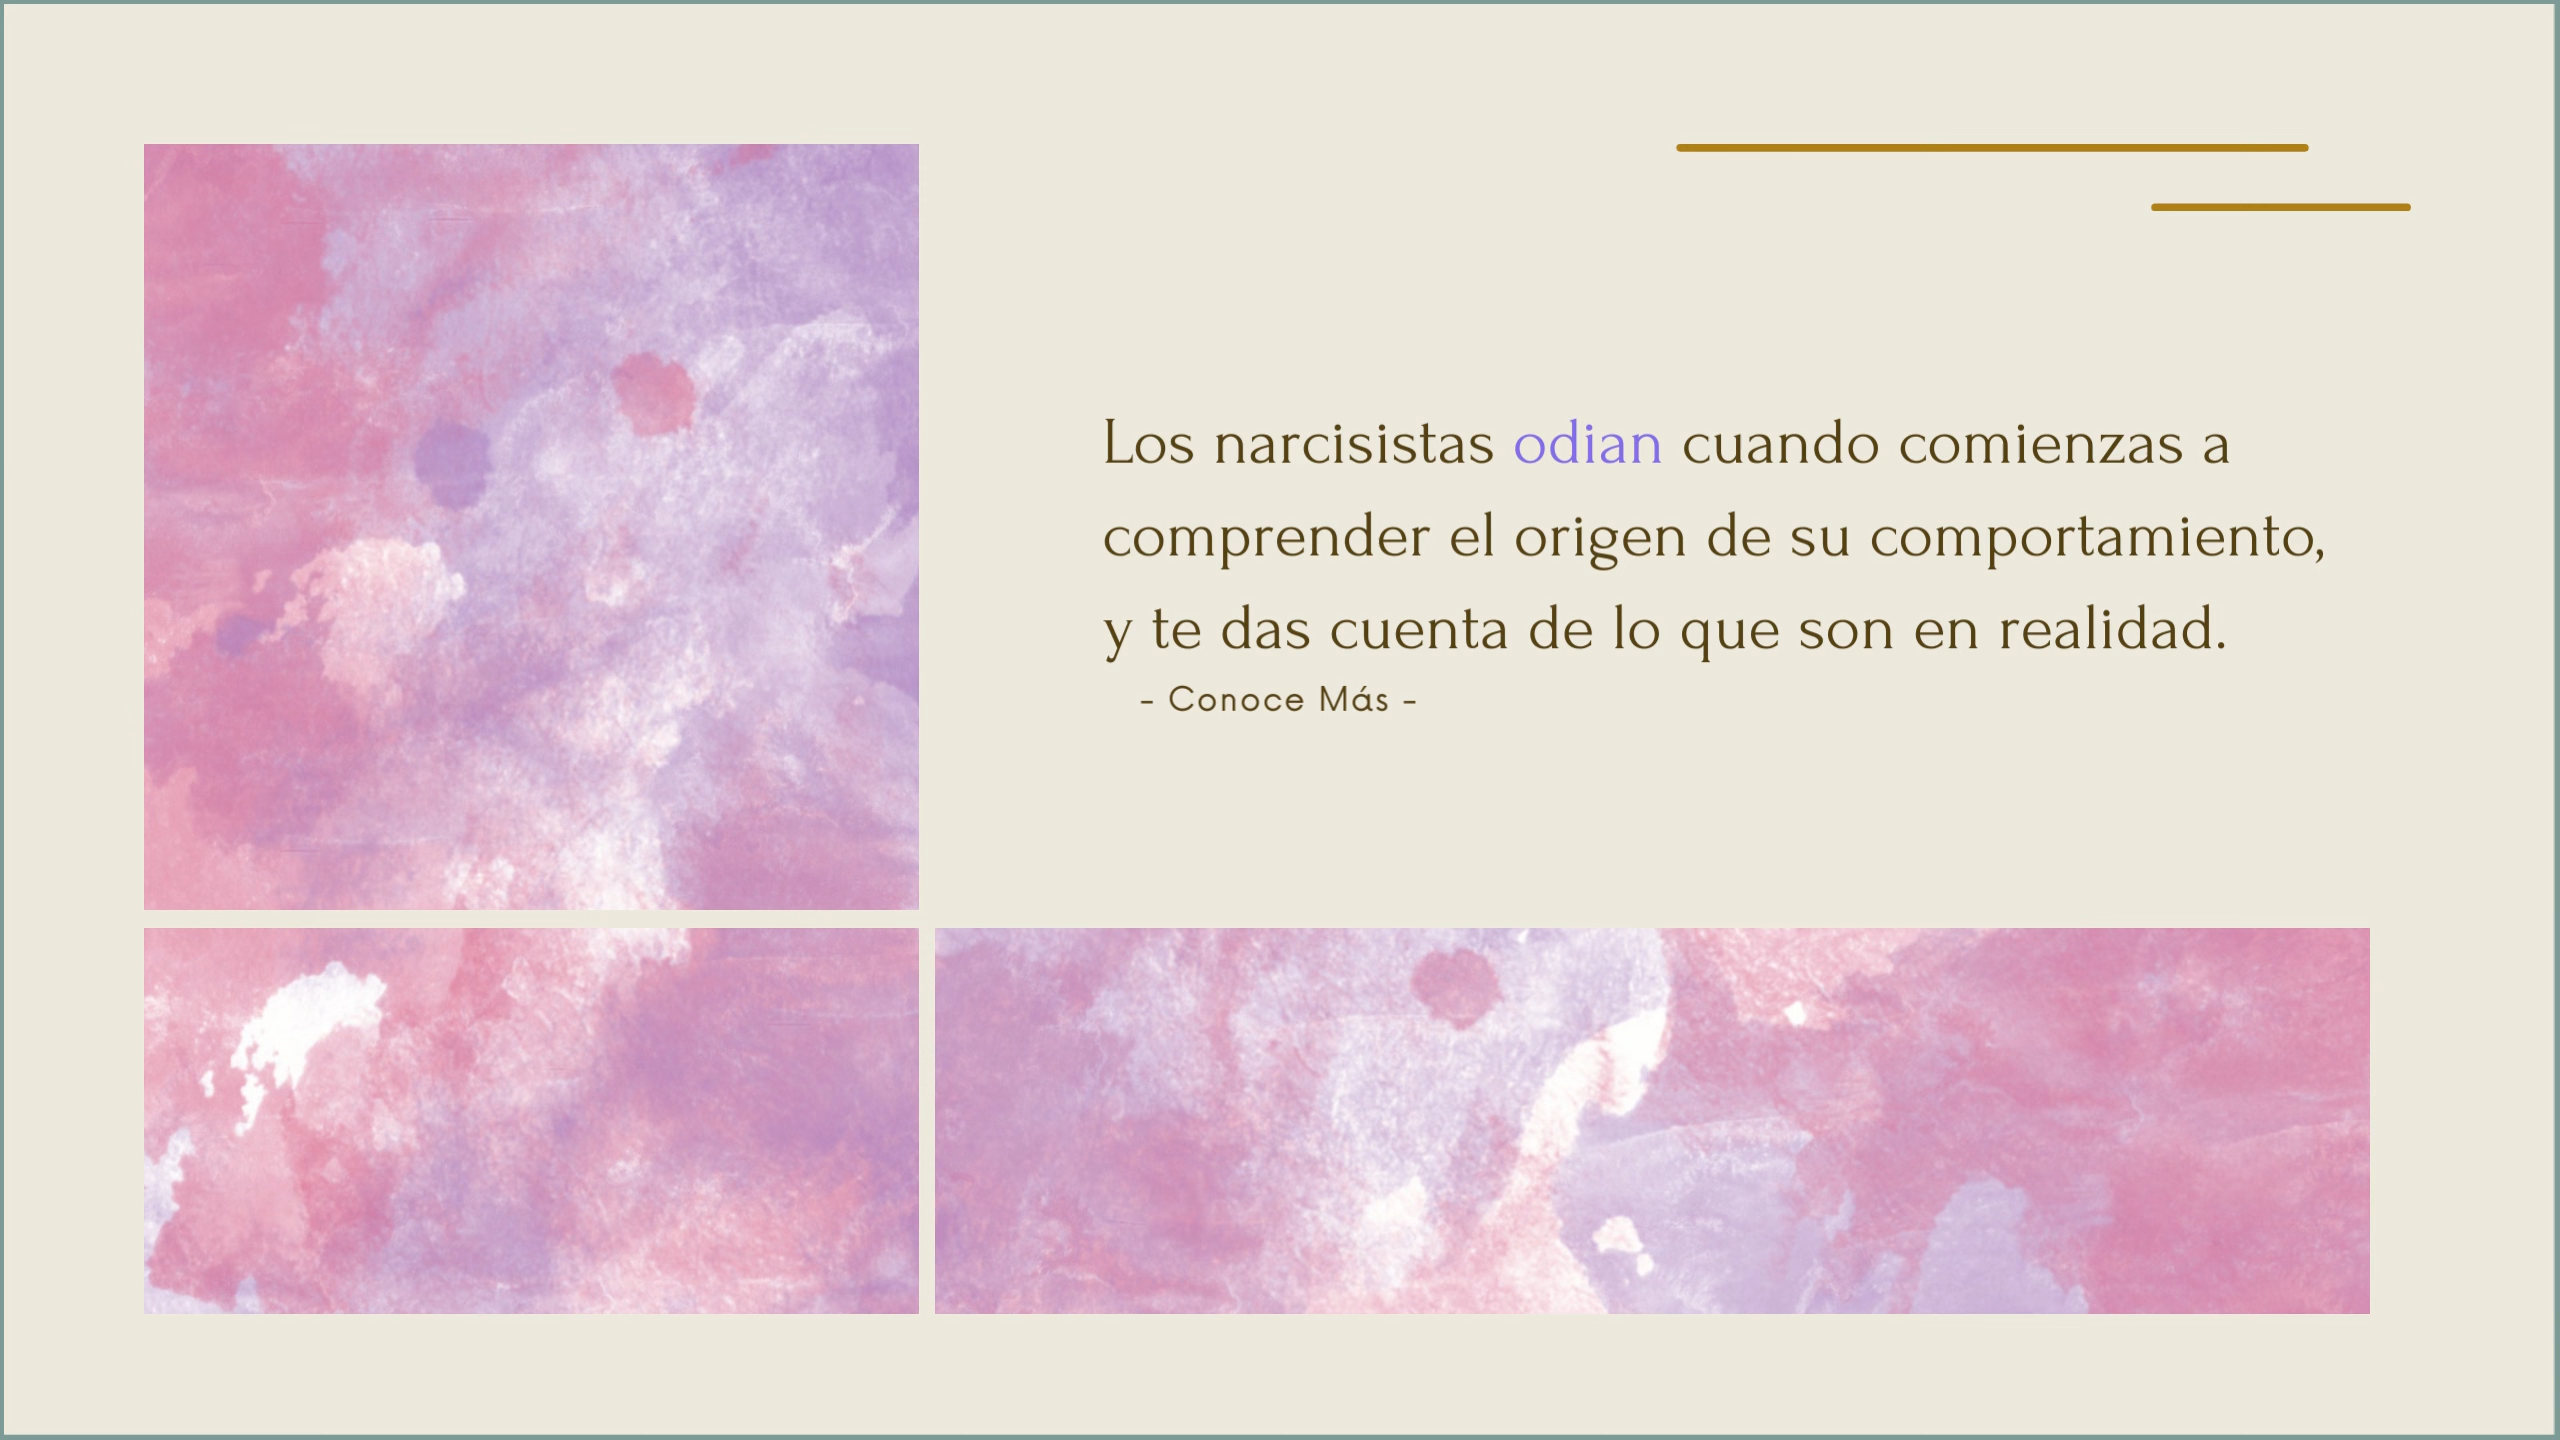 Los narcisistas odian cuando comienzas a
comprender el origen de su comportamiento,
y te das cuenta de lo que son en realidad.
- Conoce Más -